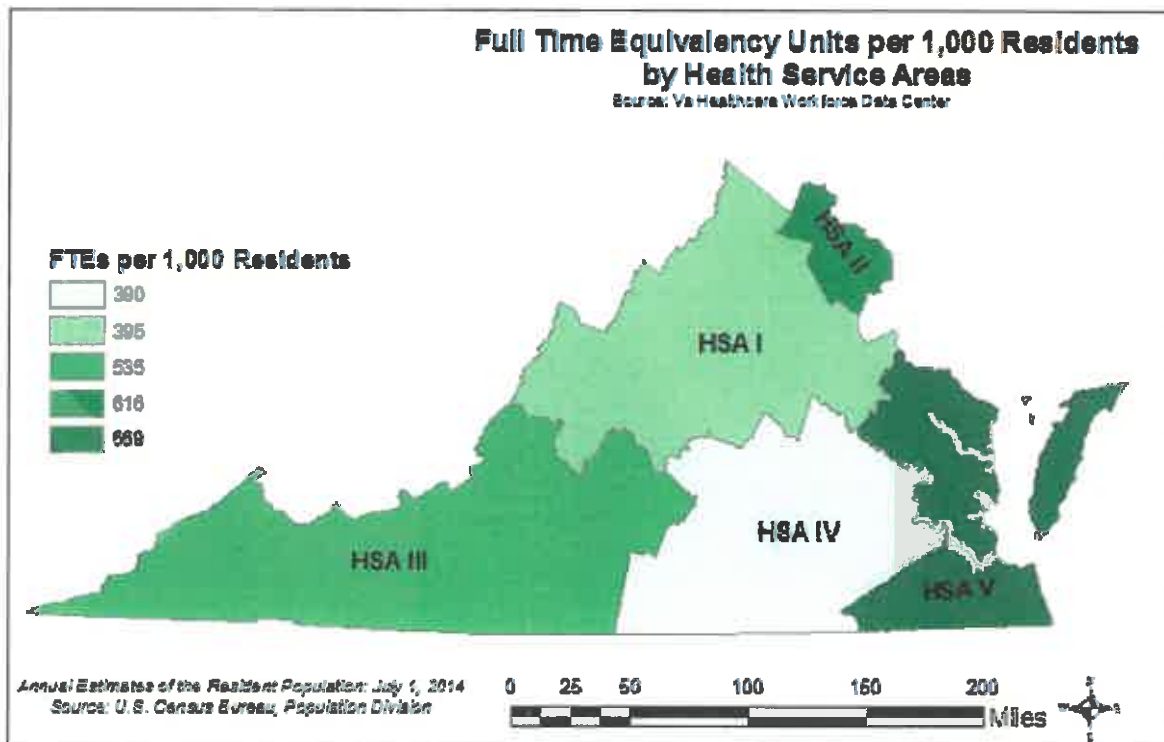 Full Time Equivalency Units per 1,000 Residents
by Health Service Areas
Source: Va Healthcare Workforce Data Center
FTEs per 1,000 Residents
390
395
535
616
669
HSA I
HSA II
HSA III
HSA IV
HSA V
Annual Estimates of the Resident Population: July 1, 2014
Source: U.S. Census Bureau, Population Division
0 25 50 100 150 200
Miles